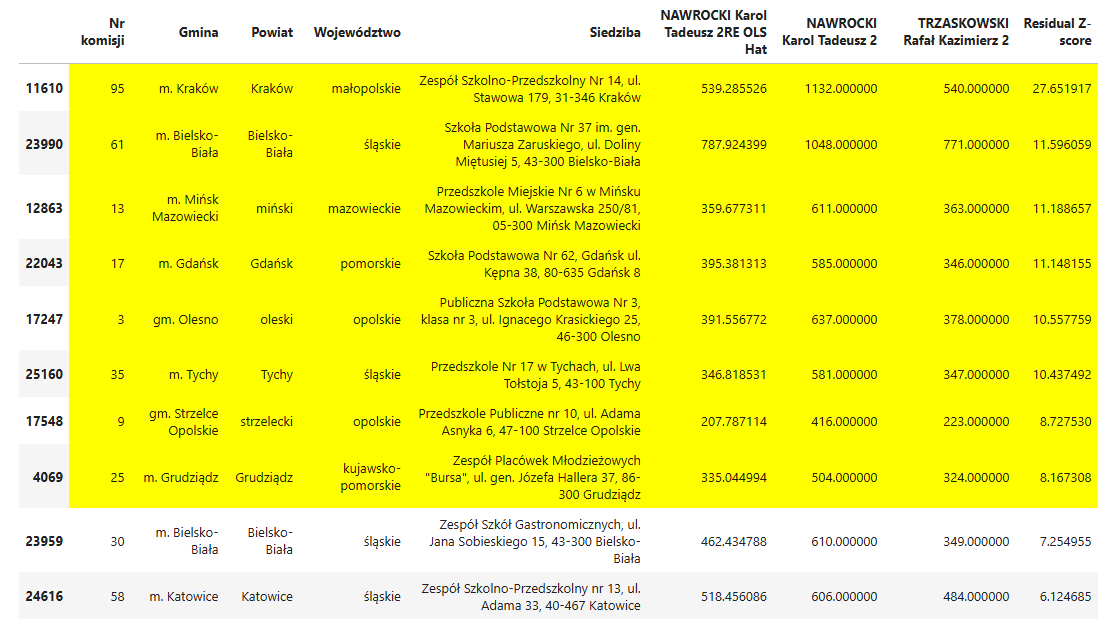 Nr komisji Gmina Powiat Województwo Siedziba NAWROCKI Karol Tadeusz 2RE OLS Hat NAWROCKI Karol Tadeusz 2 TRZASKOWSKI Rafał Kazimierz 2 Residual Z-score
11610 95 m. Kraków Kraków małopolskie Zespół Szkolno-Przedszkolny Nr 14, ul. Stawowa 179, 31-346 Kraków 539.285526 1132.000000 540.000000 27.651917
23990 61 m. Bielsko-Biała Bielsko-Biała śląskie Szkoła Podstawowa Nr 37 im. gen. Mariusza Zaruskiego, ul. Doliny Miętusiej 5, 43-300 Bielsko-Biała 787.924399 1048.000000 771.000000 11.596059
12863 13 m. Mińsk Mazowiecki miński mazowieckie Przedszkole Miejskie Nr 6 w Mińsku Mazowieckim, ul. Warszawska 250/81, 05-300 Mińsk Mazowiecki 359.677311 611.000000 363.000000 11.188657
22043 17 m. Gdańsk Gdańsk pomorskie Szkoła Podstawowa Nr 62, Gdańsk ul. Kępna 38, 80-635 Gdańsk 8 395.381313 585.000000 346.000000 11.148155
17247 3 gm. Olesno oleski opolskie Publiczna Szkoła Podstawowa Nr 3, klasa nr 3, ul. Ignacego Krasickiego 25, 46-300 Olesno 391.556772 637.000000 378.000000 10.557759
25160 35 m. Tychy Tychy śląskie Przedszkole Nr 17 w Tychach, ul. Lwa Tołstoja 5, 43-100 Tychy 346.818531 581.000000 347.000000 10.437492
17548 9 gm. Strzelce Opolskie strzelecki opolskie Przedszkole Publiczne nr 10, ul. Adama Asnyka 6, 47-100 Strzelce Opolskie 207.787114 416.000000 223.000000 8.727530
4069 25 m. Grudziądz Grudziądz kujawsko-pomorskie Zespół Placówek Młodzieżowych "Bursa", ul. gen. Józefa Hallera 37, 86-300 Grudziądz 335.044994 504.000000 324.000000 8.167308
23959 30 m. Bielsko-Biała Bielsko-Biała śląskie Zespół Szkół Gastronomicznych, ul. Jana Sobieskiego 15, 43-300 Bielsko-Biała 462.434788 610.000000 349.000000 7.254955
24616 58 m. Katowice Katowice śląskie Zespół Szkolno-Przedszkolny nr 13, ul. Adama 33, 40-467 Katowice 518.456086 606.000000 484.000000 6.124685